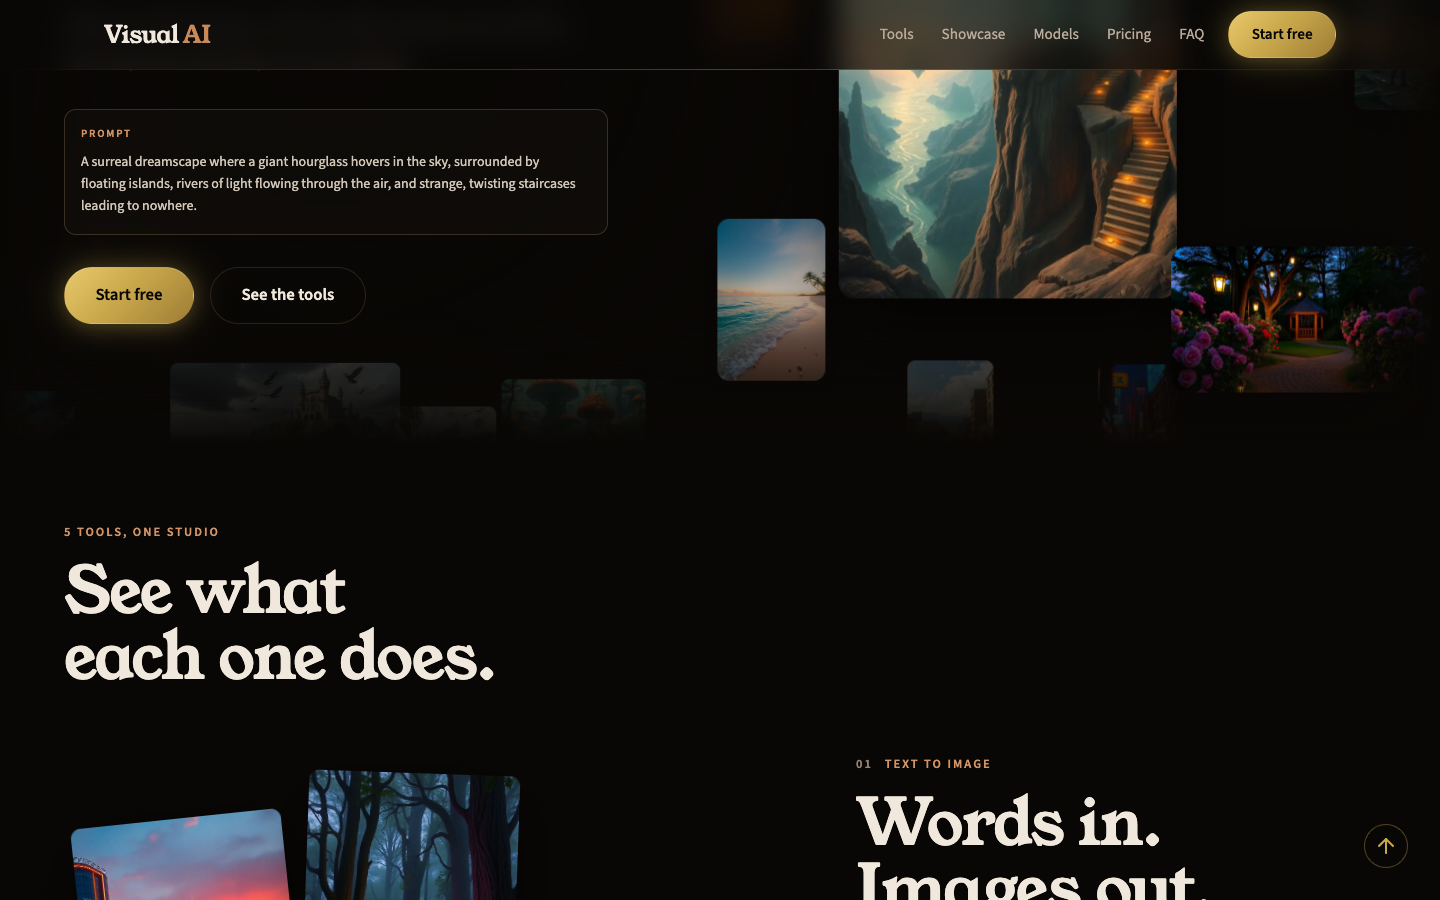 Visual AI
Tools
Showcase
Models
Pricing
FAQ
Start free
PROMPT
A surreal dreamscape where a giant hourglass hovers in the sky, surrounded by
floating islands, rivers of light flowing through the air, and strange, twisting staircases
leading to nowhere.
Start free
See the tools
5 TOOLS, ONE STUDIO
See what
each one does.
01 TEXT TO IMAGE
Words in.
Images out.